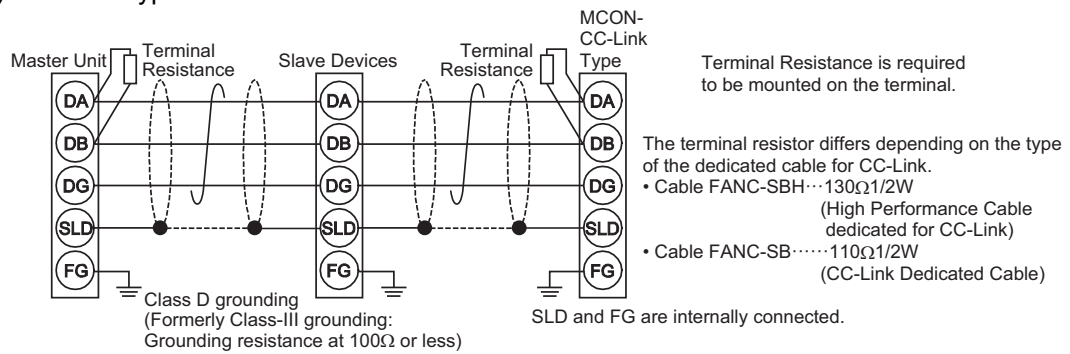 Master Unit
Terminal
Resistance
Slave Devices
Terminal
Resistance
MCON-
CC-Link
Type
DA
DB
DG
SLD
FG
DA
DB
DG
SLD
FG
DA
DB
DG
SLD
FG
Terminal Resistance is required
to be mounted on the terminal.
The terminal resistor differs depending on the type
of the dedicated cable for CC-Link.
• Cable FANC-SBH⋯130Ω1/2W
(High Performance Cable
dedicated for CC-Link)
• Cable FANC-SB⋯⋯110Ω1/2W
(CC-Link Dedicated Cable)
Class D grounding
(Formerly Class-III grounding:
Grounding resistance at 100Ω or less)
SLD and FG are internally connected.